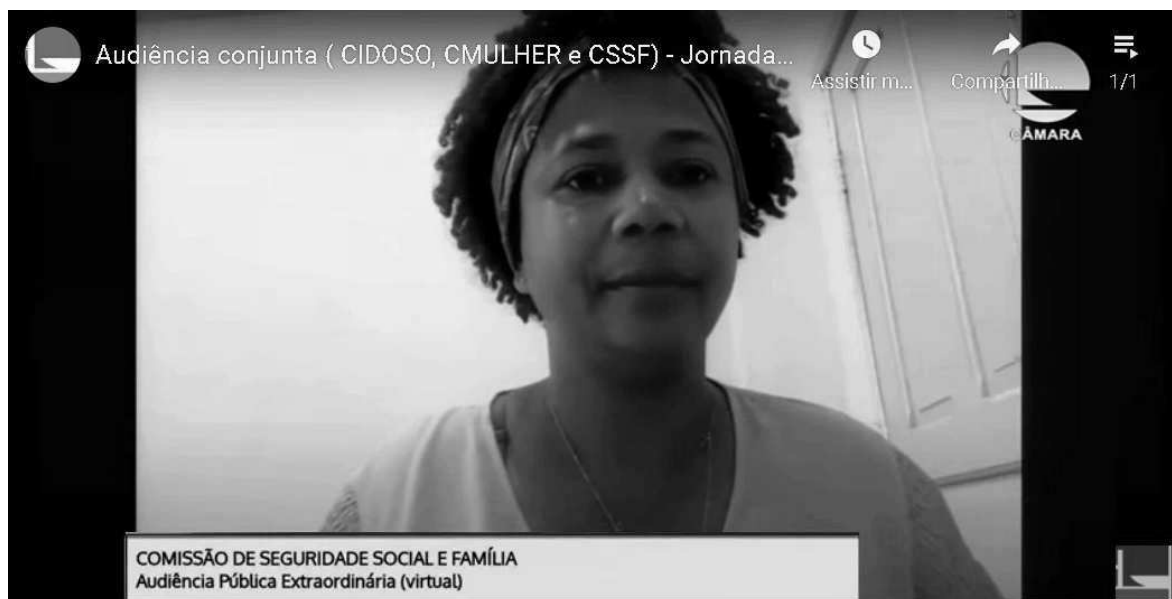 Audiência conjunta ( CIDOSO, CMULHER e CSSF) - Jornada...
Assistir m...
Compartilh...
1/1
CÂMARA
COMISSÃO DE SEGURIDADE SOCIAL E FAMÍLIA
Audiência Pública Extraordinária (virtual)